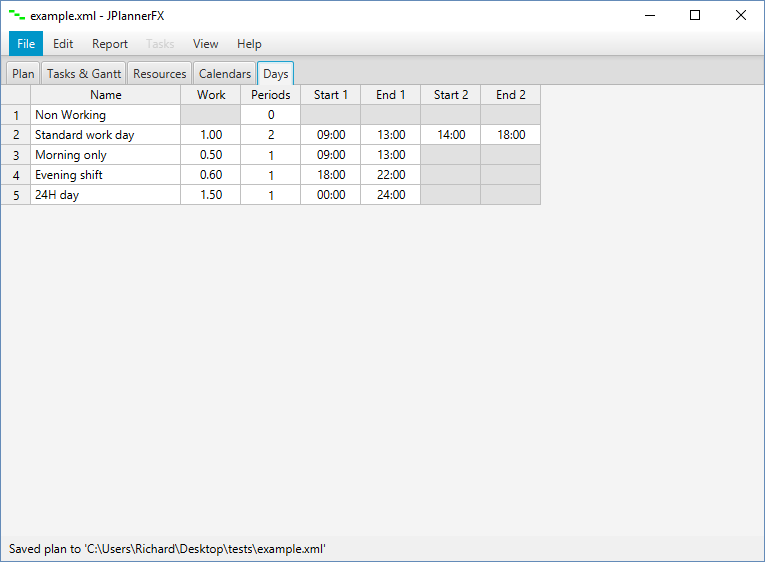 example.xml - JPlannerFX
File Edit Report Tasks View Help
Plan Tasks & Gantt Resources Calendars Days
Name Work Periods Start 1 End 1 Start 2 End 2
1 Non Working 0
2 Standard work day 1.00 2 09:00 13:00 14:00 18:00
3 Morning only 0.50 1 09:00 13:00
4 Evening shift 0.60 1 18:00 22:00
5 24H day 1.50 1 00:00 24:00
Saved plan to 'C:\Users\Richard\Desktop\tests\example.xml'